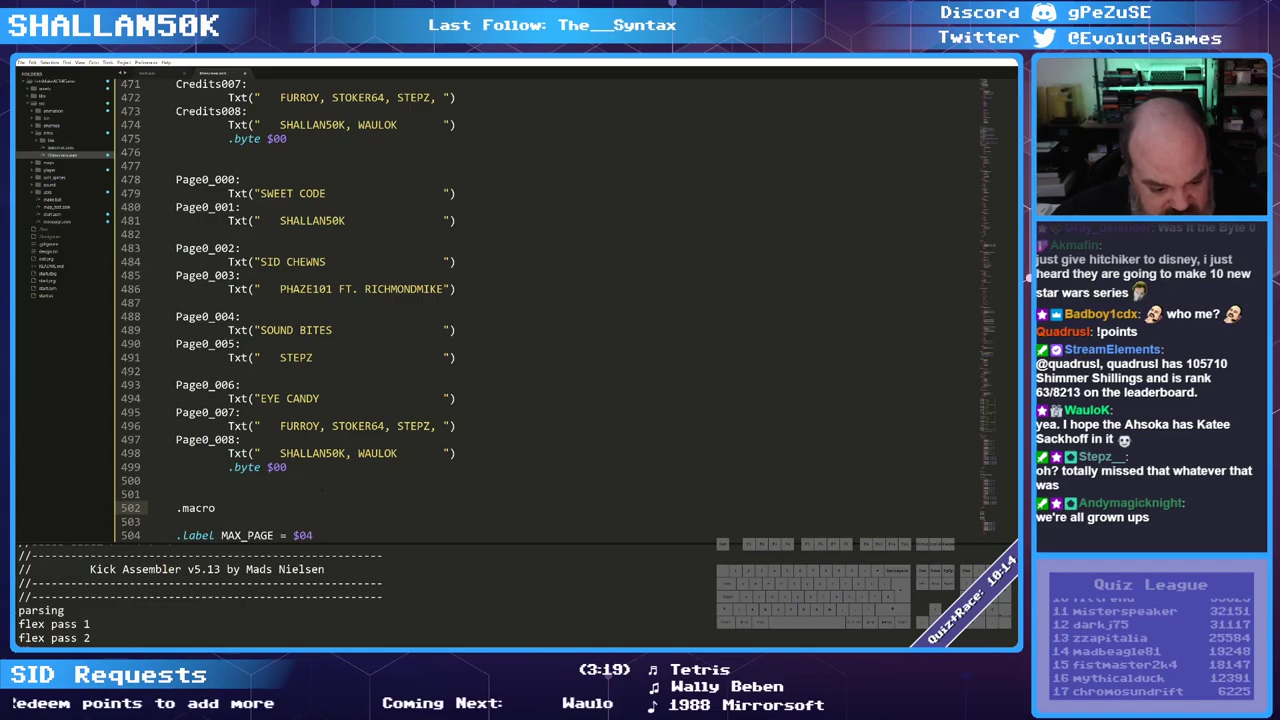 SHALLAN50K
Last Follow: The__Syntax
Discord gPeZuSE
Twitter @EvoluteGames
FOLDERS
471 Credits007:
472 Txt("   FURROY, STOKER64, STEPZ, ")
473 Credits008:
474 Txt("   SHALLAN50K, WAULOK       ")
475 .byte $00
476
477
478 Page0_000:
479 Txt("SWEET CODE                  ")
480 Page0_001:
481 Txt("   SHALLAN50K               ")
482
483 Page0_002:
484 Txt("SID CHEWNS                  ")
485 Page0_003:
486 Txt("   PHAZE101 FT. RICHMONDMIKE")
487
488 Page0_004:
489 Txt("SOUND BITES                 ")
490 Page0_005:
491 Txt("   STEPZ                    ")
492
493 Page0_006:
494 Txt("EYE CANDY                   ")
495 Page0_007:
496 Txt("   FURROY, STOKER64, STEPZ, ")
497 Page0_008:
498 Txt("   SHALLAN50K, WAULOK       ")
499 .byte $00
500
501
502 .macro
503
504 .label MAX_PAGE = $04
//------------------------------------------------------
//         Kick Assembler v5.13 by Mads Nielsen
//------------------------------------------------------
parsing
flex pass 1
flex pass 2
Was it the Byte 0
Akmafin:
just give hitchiker to disney, i just
heard they are going to make 10 new
star wars series
Badboy1cdx: who me?
Quadrusl: !points
StreamElements:
@quadrusl, quadrusl has 105710
Shimmer Shillings and is rank
63/8213 on the leaderboard.
WauloK:
yea. I hope the Ahsoka has Katee
Sackhoff in it
Stepz__:
oh? totally missed that whatever that
was
Andymagicknight:
we're all grown ups
Quiz+Race: 10:14
Quiz League
11 misterspeaker 32151
12 darkj75 31117
13 zzapitalia 25584
14 madbeagle81 19248
15 fistmaster2k4 18147
16 mythicalduck 12391
17 chromosundrift 6225
SID Requests
Redeem points to add more
Coming Next: Waulo
(3:19) Tetris
Wally Beben
1988 Mirrorsoft